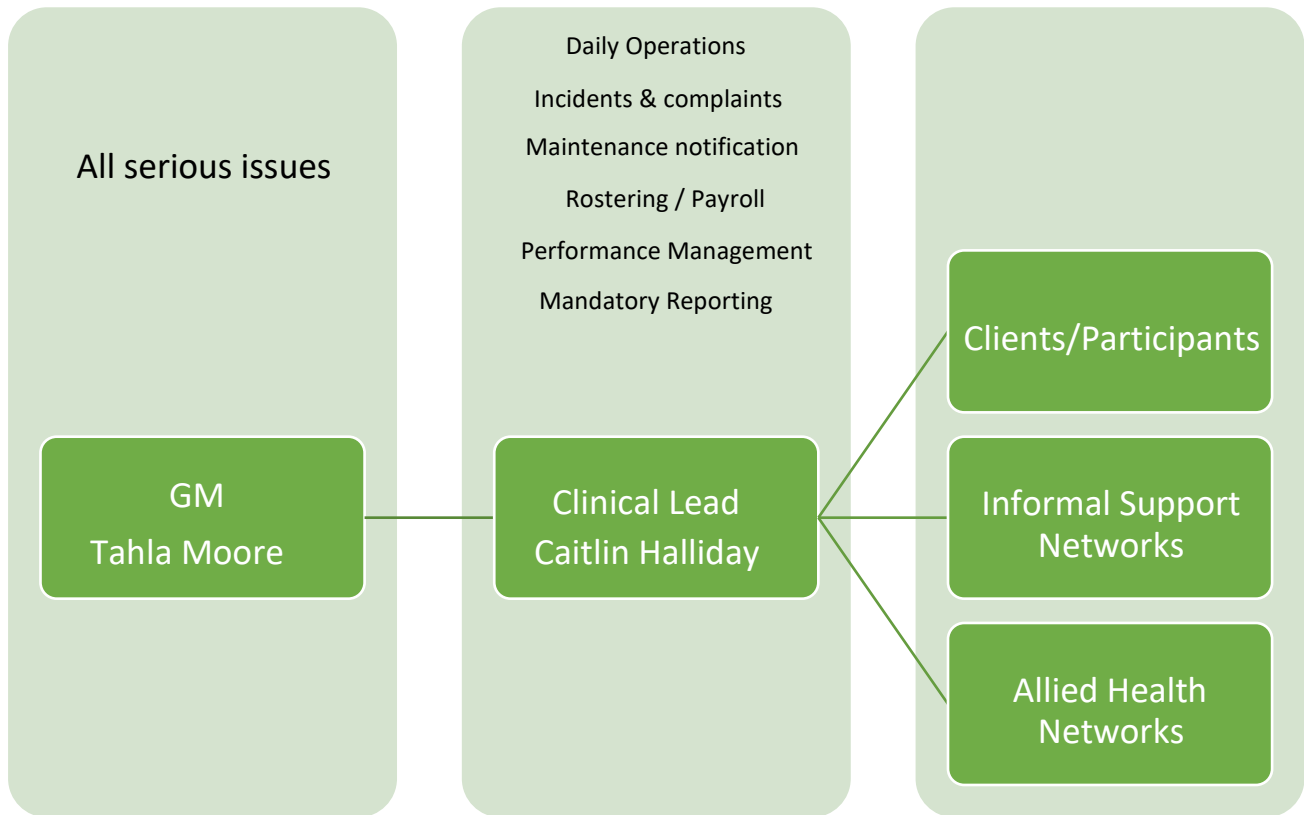 All serious issues
GM
Tahla Moore
Daily Operations
Incidents & complaints
Maintenance notification
Rostering / Payroll
Performance Management
Mandatory Reporting
Clinical Lead
Caitlin Halliday
Clients/Participants
Informal Support
Networks
Allied Health
Networks